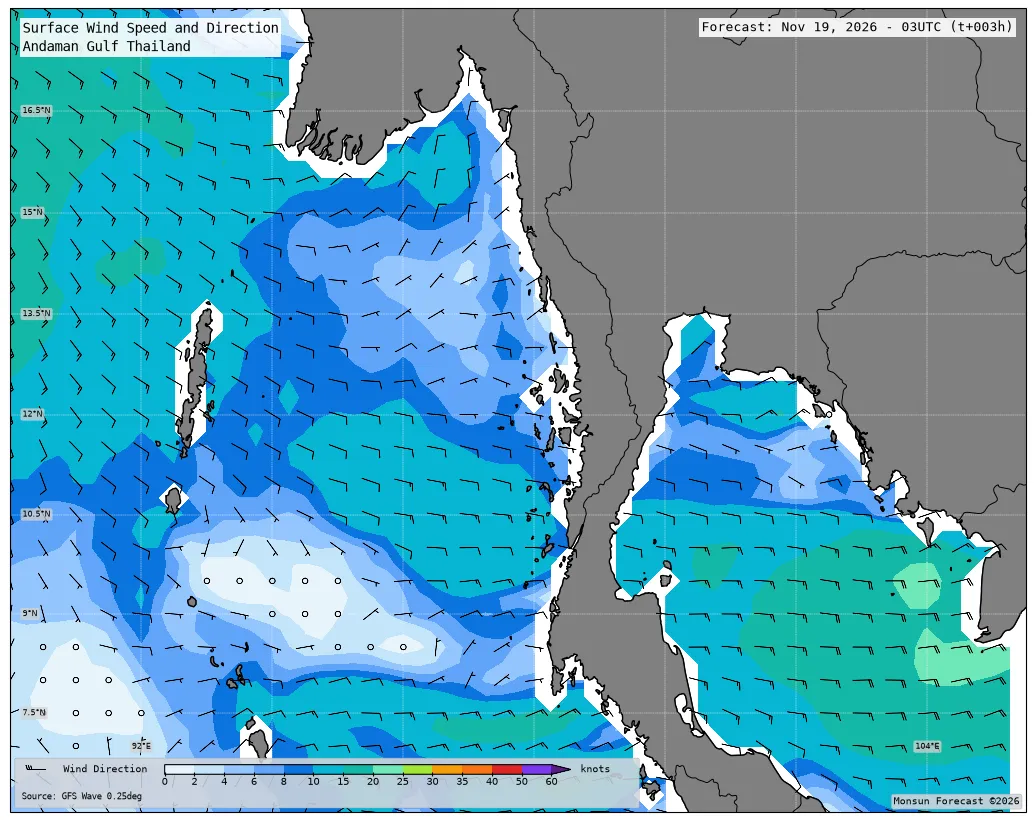 Surface Wind Speed and Direction
Andaman Gulf Thailand
Forecast: Nov 19, 2026 - 03UTC (t+003h)
16.5°N
15°N
13.5°N
12°N
10.5°N
9°N
7.5°N
92°E
104°E
Wind Direction
30 2 4 6 8 10 15 20 25 30 35 40 50 60
knots
Source: GFS Wave 0.25deg
Monsun Forecast ©2026